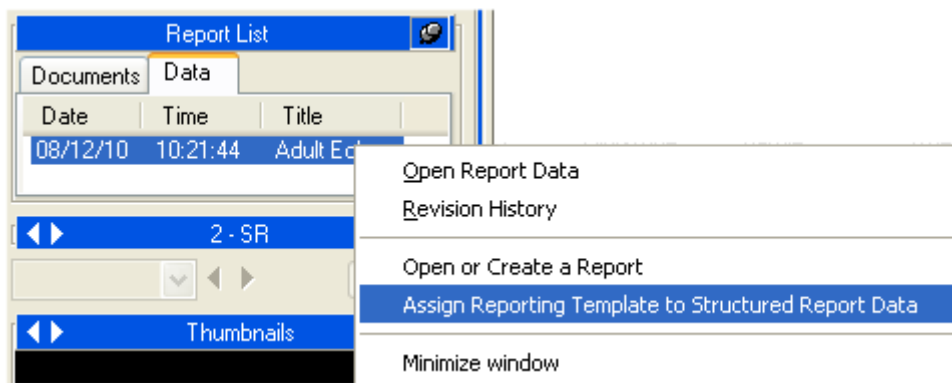 Report List
Documents Data
Date Time Title
08/12/10 10:21:44 Adult
Open Report Data
Revision History
2 - SR
Open or Create a Report
Assign Reporting Template to Structured Report Data
Thumbnails
Minimize window